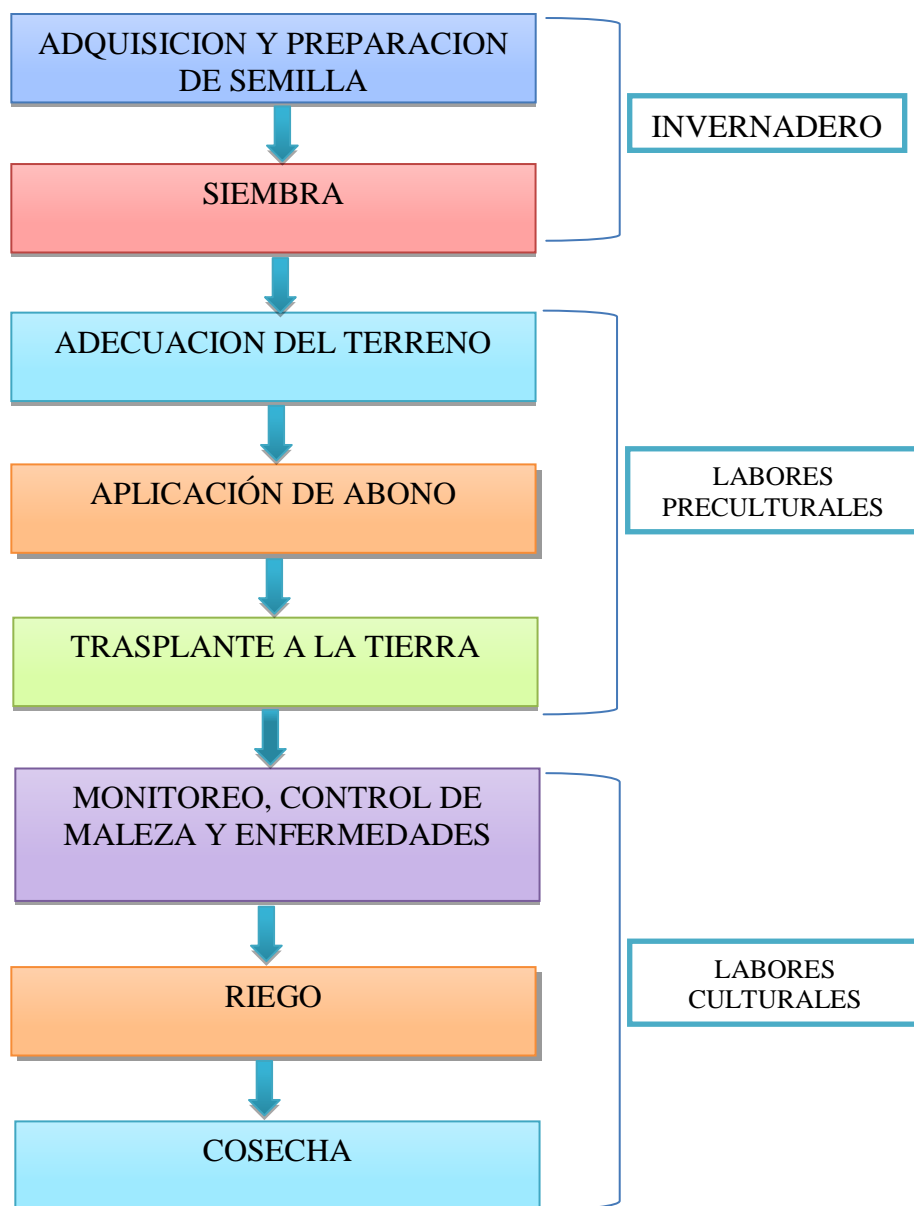 ADQUISICION Y PREPARACION
DE SEMILLA
INVERNADERO
SIEMBRA
ADECUACION DEL TERRENO
APLICACIÓN DE ABONO
LABORES
PRECULTURALES
TRASPLANTE A LA TIERRA
MONITOREO, CONTROL DE
MALEZA Y ENFERMEDADES
RIEGO
LABORES
CULTURALES
COSECHA